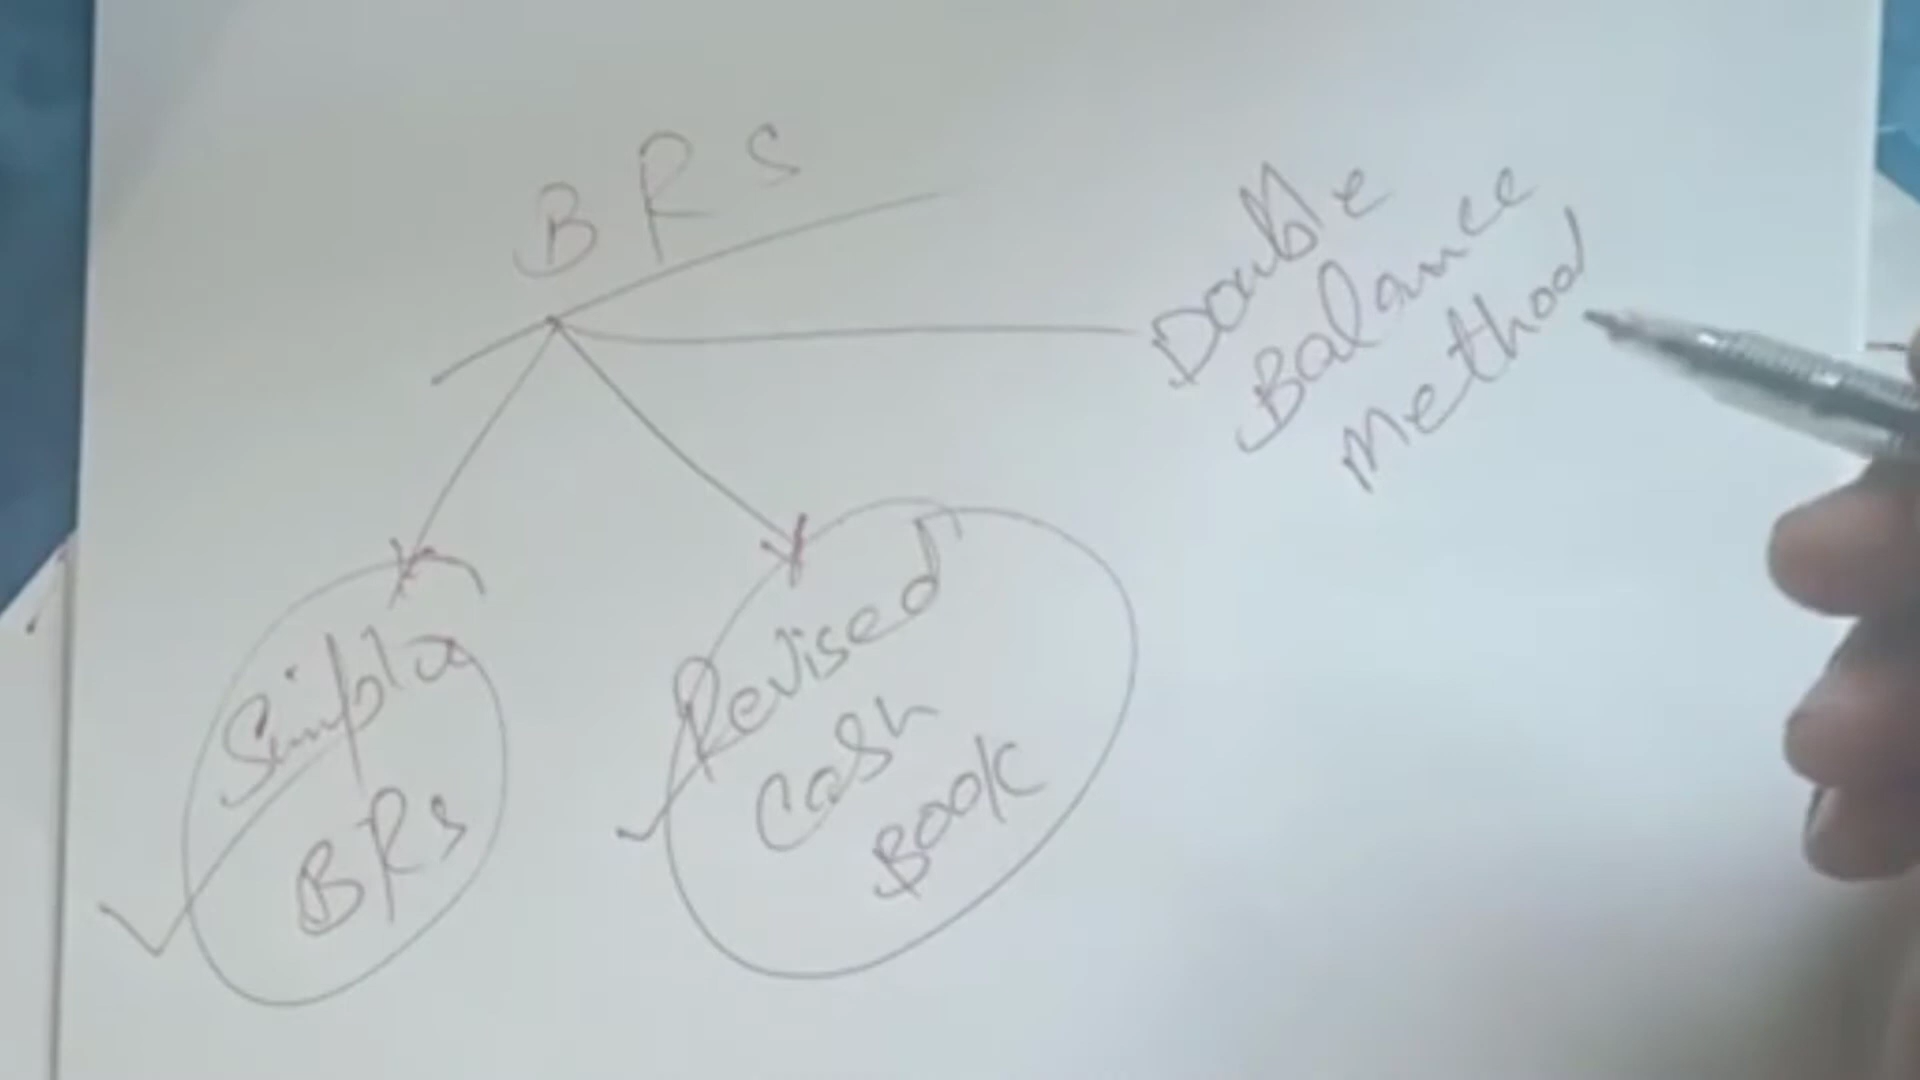 BRS
Double
Balance
Method
Simple
BRS
Revised
Cash
Book